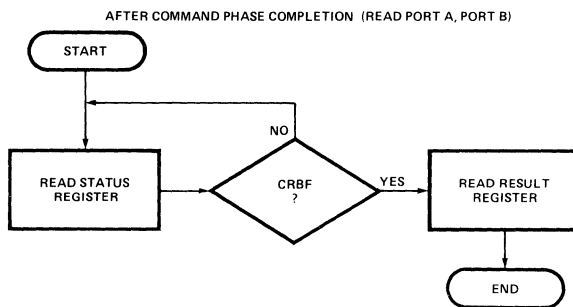 AFTER COMMAND PHASE COMPLETION (READ PORT A, PORT B)
START
NO
READ STATUS
REGISTER
CRBF
?
YES
READ RESULT
REGISTER
END